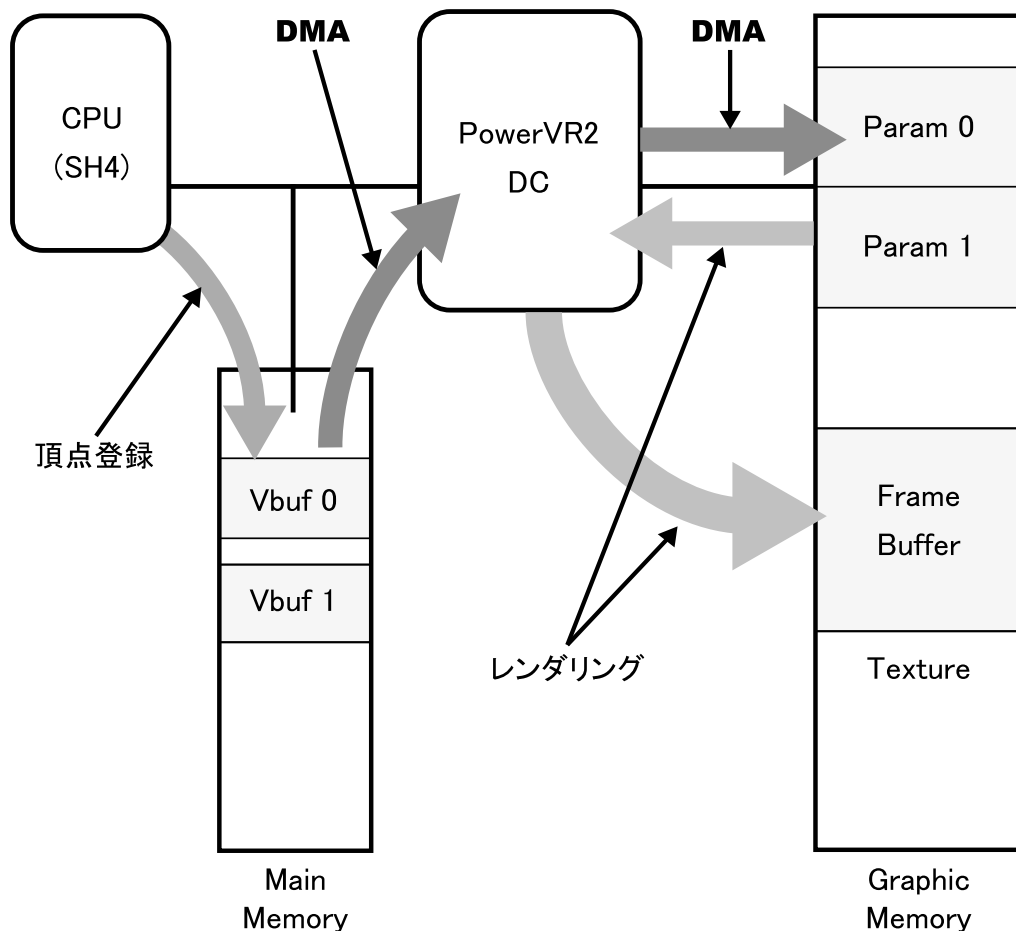 DMA
DMA
CPU
(SH4)
PowerVR2
DC
Param 0
Param 1
頂点登録
Vbuf 0
Vbuf 1
Frame
Buffer
レンダリング
Texture
Main
Memory
Graphic
Memory